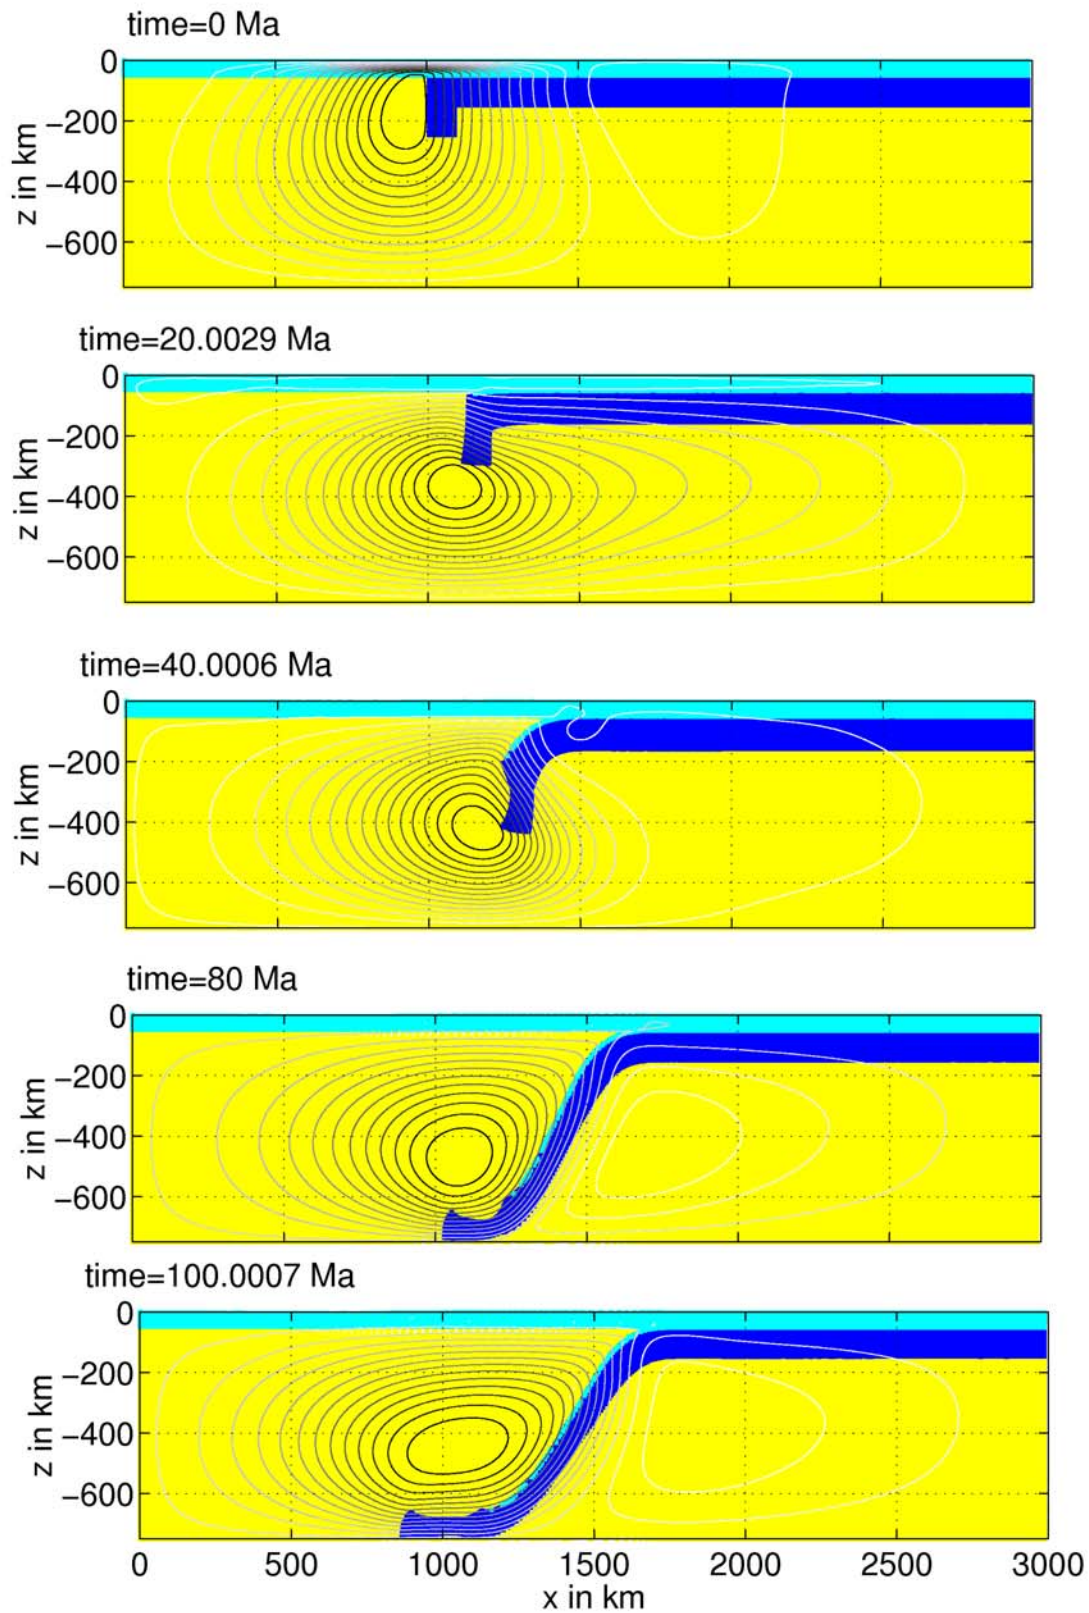 time=0 Ma
0
−200
−400
−600
z in km
time=20.0029 Ma
0
−200
−400
−600
z in km
time=40.0006 Ma
0
−200
−400
−600
z in km
time=80 Ma
0
−200
−400
−600
z in km
time=100.0007 Ma
0
−200
−400
−600
z in km
0 500 1000 1500 2000 2500 3000
x in km